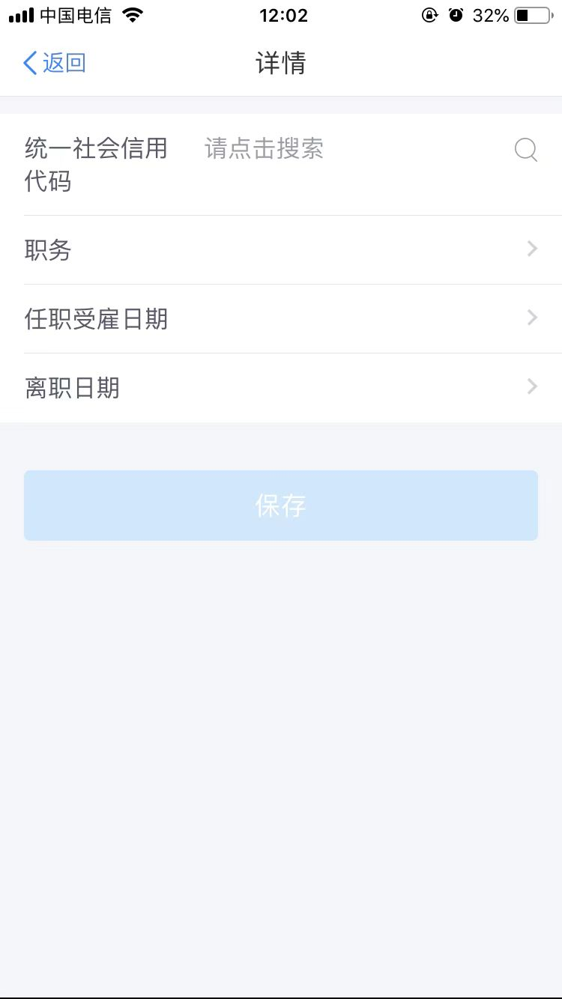 中国电信 12:02 32%
返回 详情
统一社会信用 请点击搜索
代码
职务
任职受雇日期
离职日期
保存